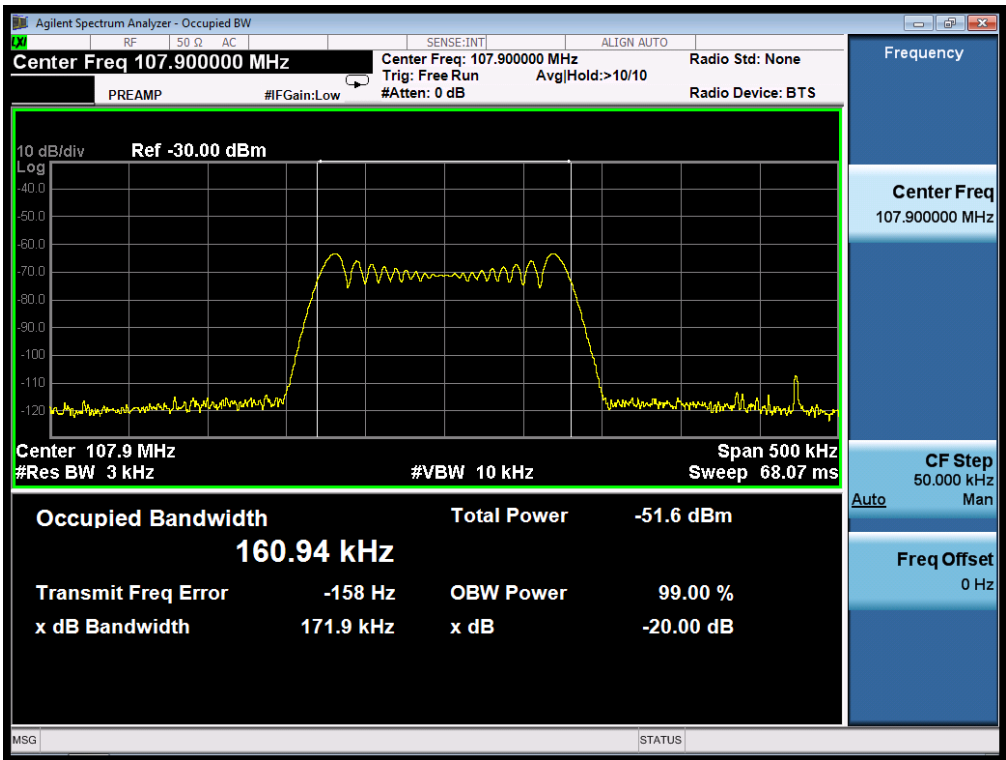 Agilent Spectrum Analyzer - Occupied BW
LXI RF 50 Ω AC SENSE:INT ALIGN AUTO
Center Freq 107.900000 MHz
Center Freq: 107.900000 MHz
Radio Std: None
Trig: Free Run Avg|Hold:>10/10
PREAMP #IFGain:Low #Atten: 0 dB Radio Device: BTS
10 dB/div Ref -30.00 dBm
Log
-40.0
-50.0
-60.0
-70.0
-80.0
-90.0
-100
-110
-120
Center 107.9 MHz Span 500 kHz
#Res BW 3 kHz #VBW 10 kHz Sweep 68.07 ms
Occupied Bandwidth Total Power -51.6 dBm
160.94 kHz
Transmit Freq Error -158 Hz OBW Power 99.00 %
x dB Bandwidth 171.9 kHz x dB -20.00 dB
Frequency
Center Freq
107.900000 MHz
CF Step
50.000 kHz
Auto Man
Freq Offset
0 Hz
MSG STATUS